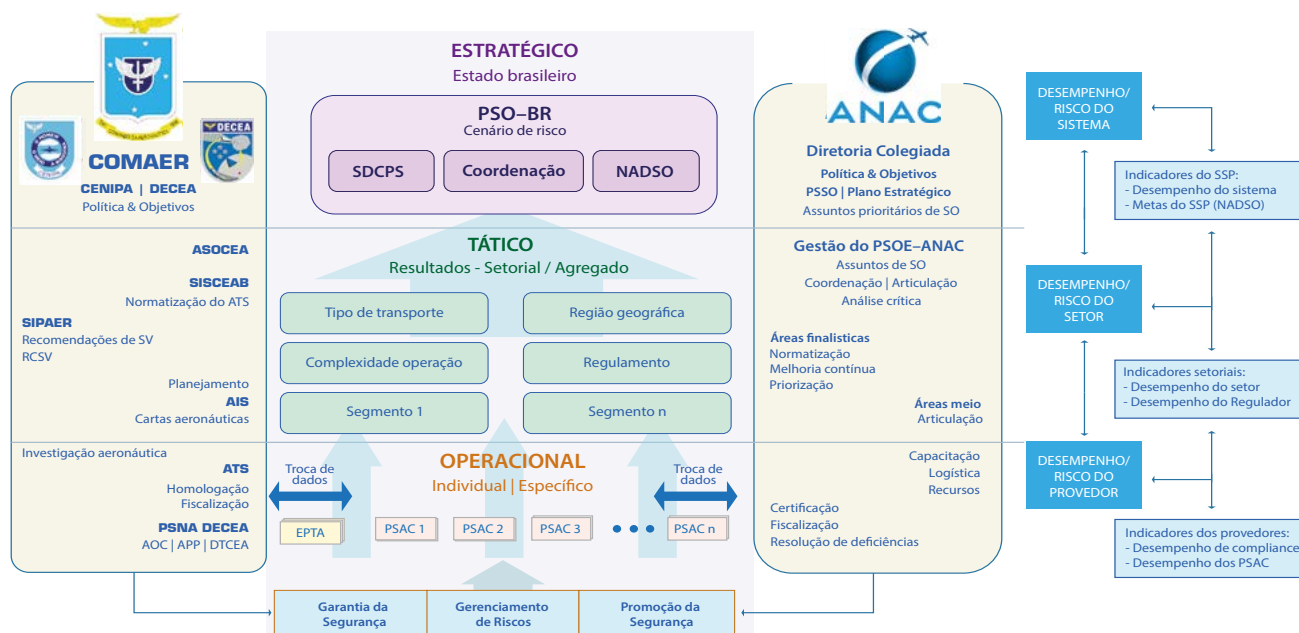 COMAER
CENIPA | DECEA
Política & Objetivos
DECEA
CENIPA
ASOCEA
SISCEAB
Normatização do ATS
SIPAER
Recomendações de SV
RCSV
Planejamento
AIS
Cartas aeronáuticas
Investigação aeronáutica
ATS
Homologação
Fiscalização
PSNA DECEA
AOC | APP | DTCEA
ESTRATÉGICO
Estado brasileiro
PSO–BR
Cenário de risco
SDCPS
Coordenação
NADSO
TÁTICO
Resultados - Setorial / Agregado
Tipo de transporte
Região geográfica
Complexidade operação
Regulamento
Segmento 1
Segmento n
OPERACIONAL
Individual | Específico
Troca de
dados
Troca de
dados
EPTA
PSAC 1
PSAC 2
PSAC 3
PSAC n
Garantia da
Segurança
Gerenciamento
de Riscos
Promoção da
Segurança
ANAC
Diretoria Colegiada
Política & Objetivos
PSSO | Plano Estratégico
Assuntos prioritários de SO
Gestão do PSOE–ANAC
Assuntos de SO
Coordenação | Articulação
Análise crítica
Áreas finalisticas
Normatização
Melhoria contínua
Priorização
Áreas meio
Articulação
Capacitação
Logística
Recursos
Certificação
Fiscalização
Resolução de deficiências
DESEMPENHO/
RISCO DO
SISTEMA
Indicadores do SSP:
- Desempenho do sistema
- Metas do SSP (NADSO)
DESEMPENHO/
RISCO DO
SETOR
Indicadores setoriais:
- Desempenho do setor
- Desempenho do Regulador
DESEMPENHO/
RISCO DO
PROVEDOR
Indicadores dos provedores:
- Desempenho de compliance
- Desempenho dos PSAC